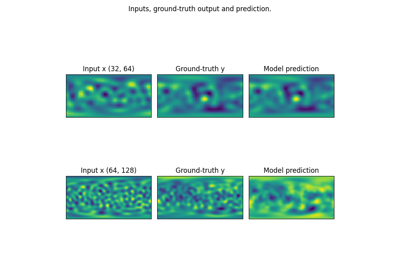 Inputs, ground-truth output and prediction.
Input x (32, 64)
Ground-truth y
Model prediction
Input x (64, 128)
Ground-truth y
Model prediction